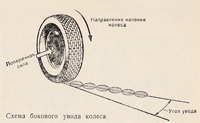 Направление качения
колеса
Поперечная
сила
Угол увода
Схема бокового увода колеса